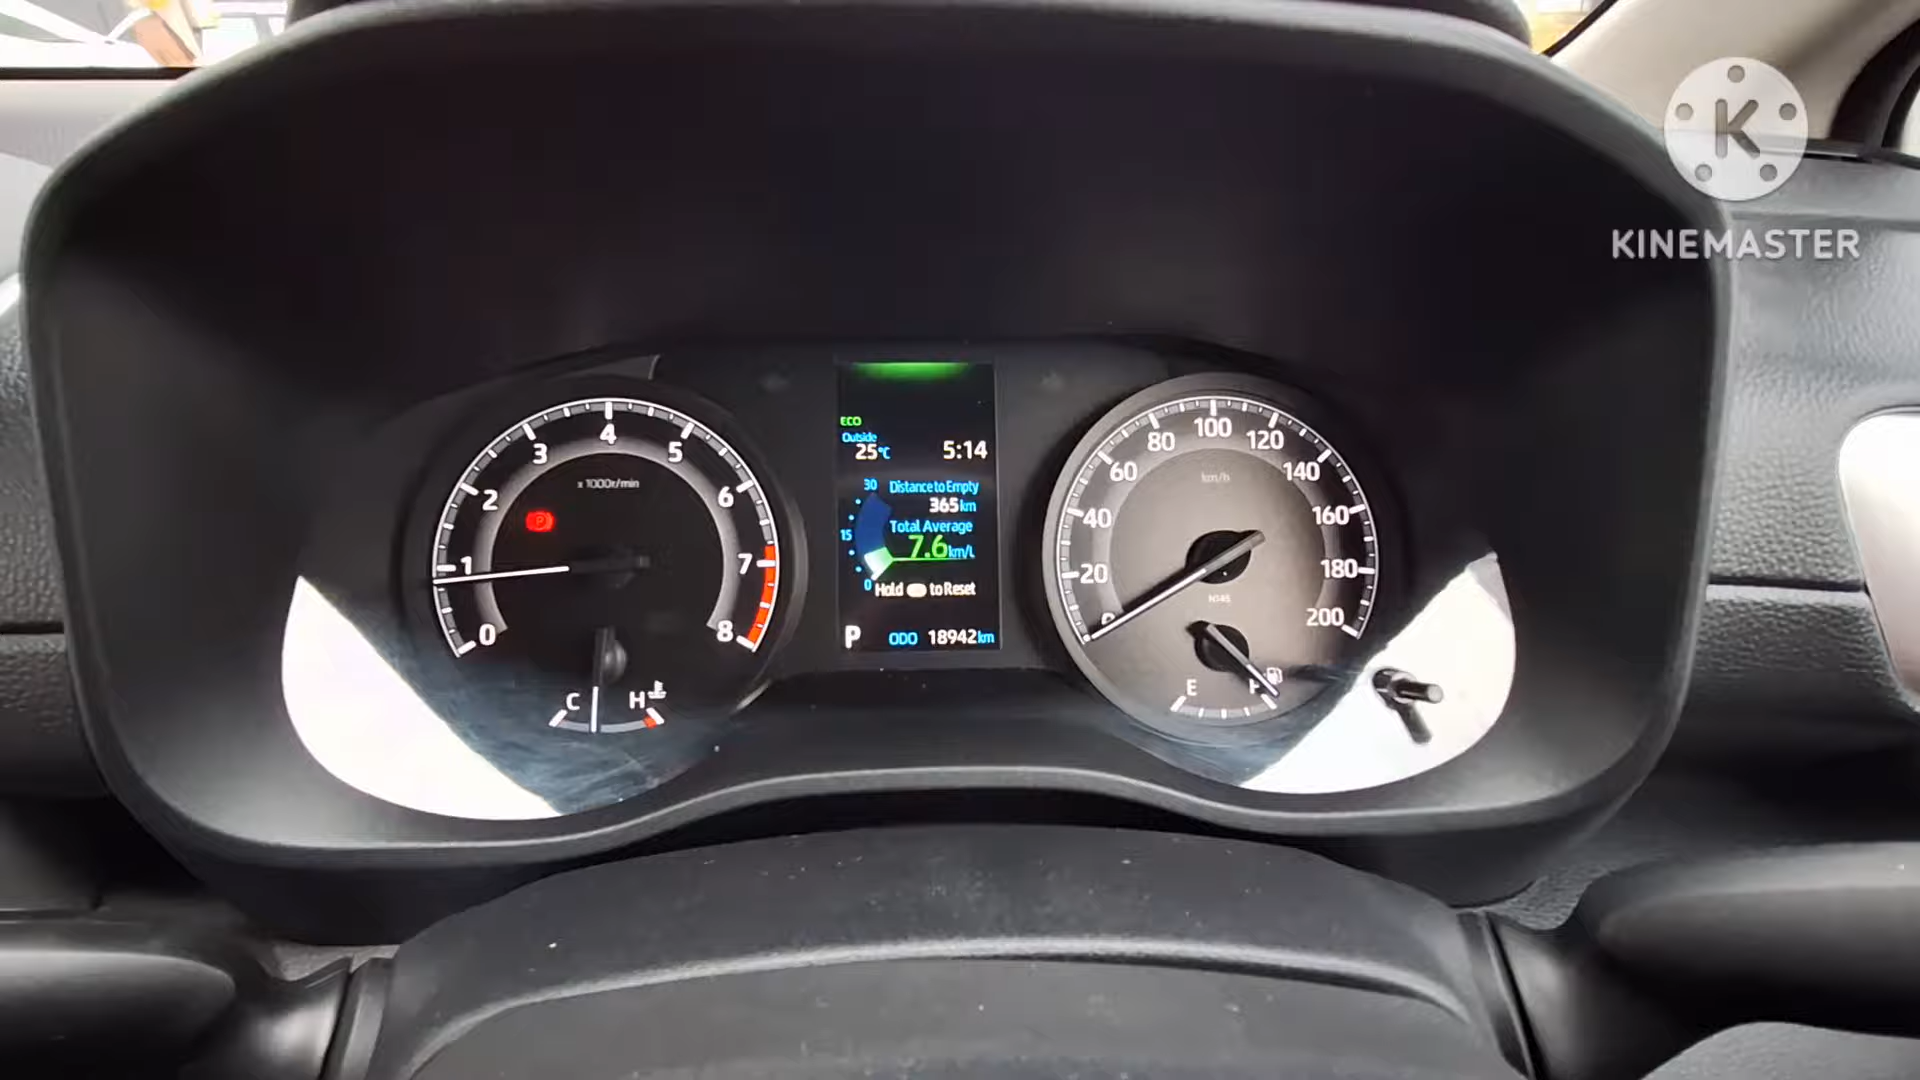 K
KINEMASTER
0
1
2
3
4
5
6
7
8
x 1000r/min
P
C
H
ECO
Outside
25°C
5:14
30
15
0
Distance to Empty
365km
Total Average
7.6km/L
Hold to Reset
P
ODO 18942km
0
20
40
60
80
100
120
140
160
180
200
km/h
E
F